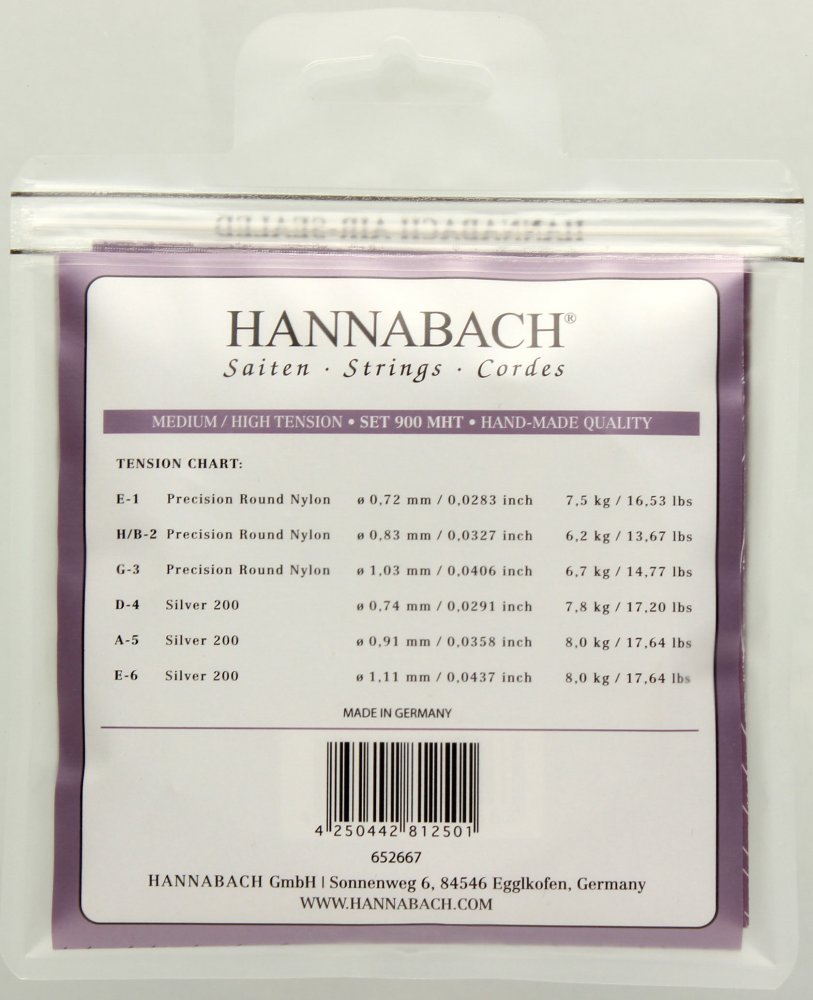 HANNABACH AIR-SEALED
HANNABACH®
Saiten · Strings · Cordes
MEDIUM / HIGH TENSION • SET 900 MHT • HAND-MADE QUALITY
TENSION CHART:
E-1 Precision Round Nylon ø 0,72 mm / 0,0283 inch 7,5 kg / 16,53 lbs
H/B-2 Precision Round Nylon ø 0,83 mm / 0,0327 inch 6,2 kg / 13,67 lbs
G-3 Precision Round Nylon ø 1,03 mm / 0,0406 inch 6,7 kg / 14,77 lbs
D-4 Silver 200 ø 0,74 mm / 0,0291 inch 7,8 kg / 17,20 lbs
A-5 Silver 200 ø 0,91 mm / 0,0358 inch 8,0 kg / 17,64 lbs
E-6 Silver 200 ø 1,11 mm / 0,0437 inch 8,0 kg / 17,64 lbs
MADE IN GERMANY
4 250442 812501
652667
HANNABACH GmbH | Sonnenweg 6, 84546 Egglkofen, Germany
WWW.HANNABACH.COM